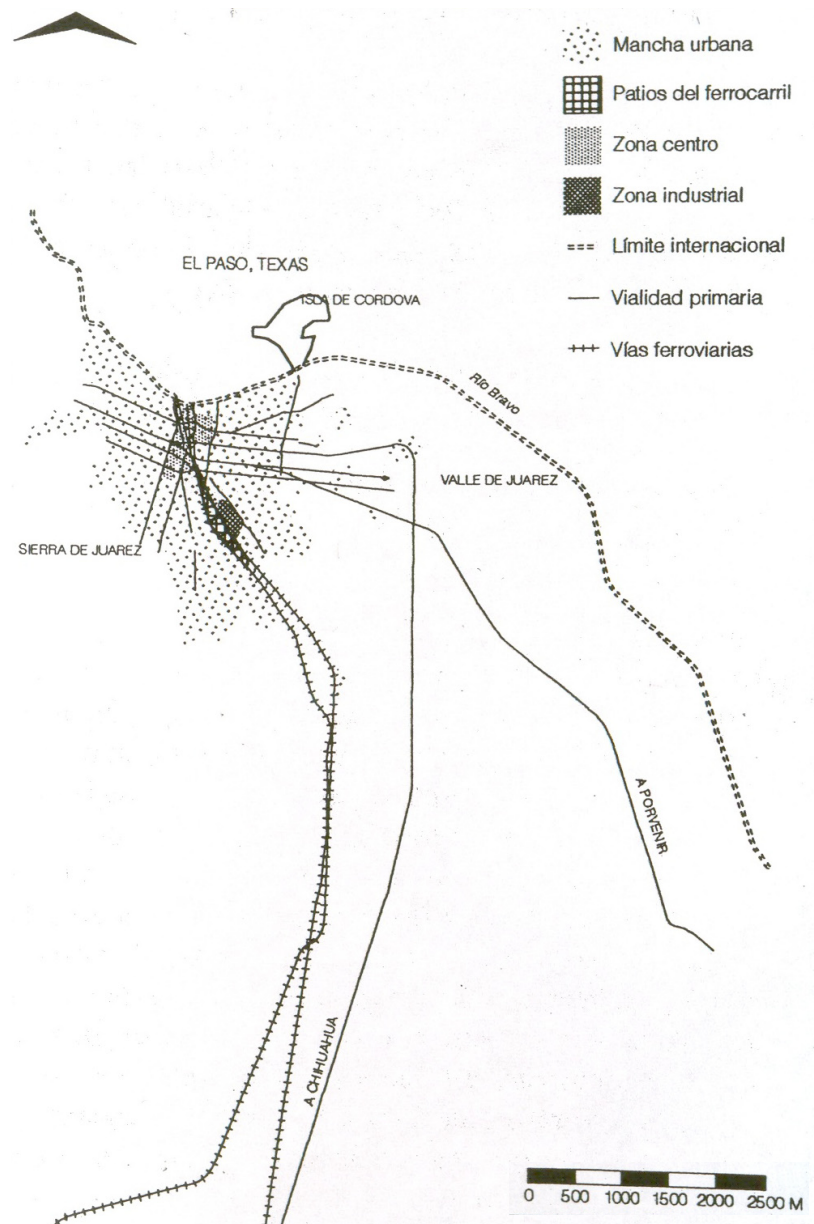 Mancha urbana
Patios del ferrocarril
Zona centro
Zona industrial
Límite internacional
Vialidad primaria
Vías ferroviarias
EL PASO, TEXAS
ISLA DE CORDOVA
Río Bravo
VALLE DE JUAREZ
SIERRA DE JUAREZ
A PORVENIR
A CHIHUAHUA
0 500 1000 1500 2000 2500 M